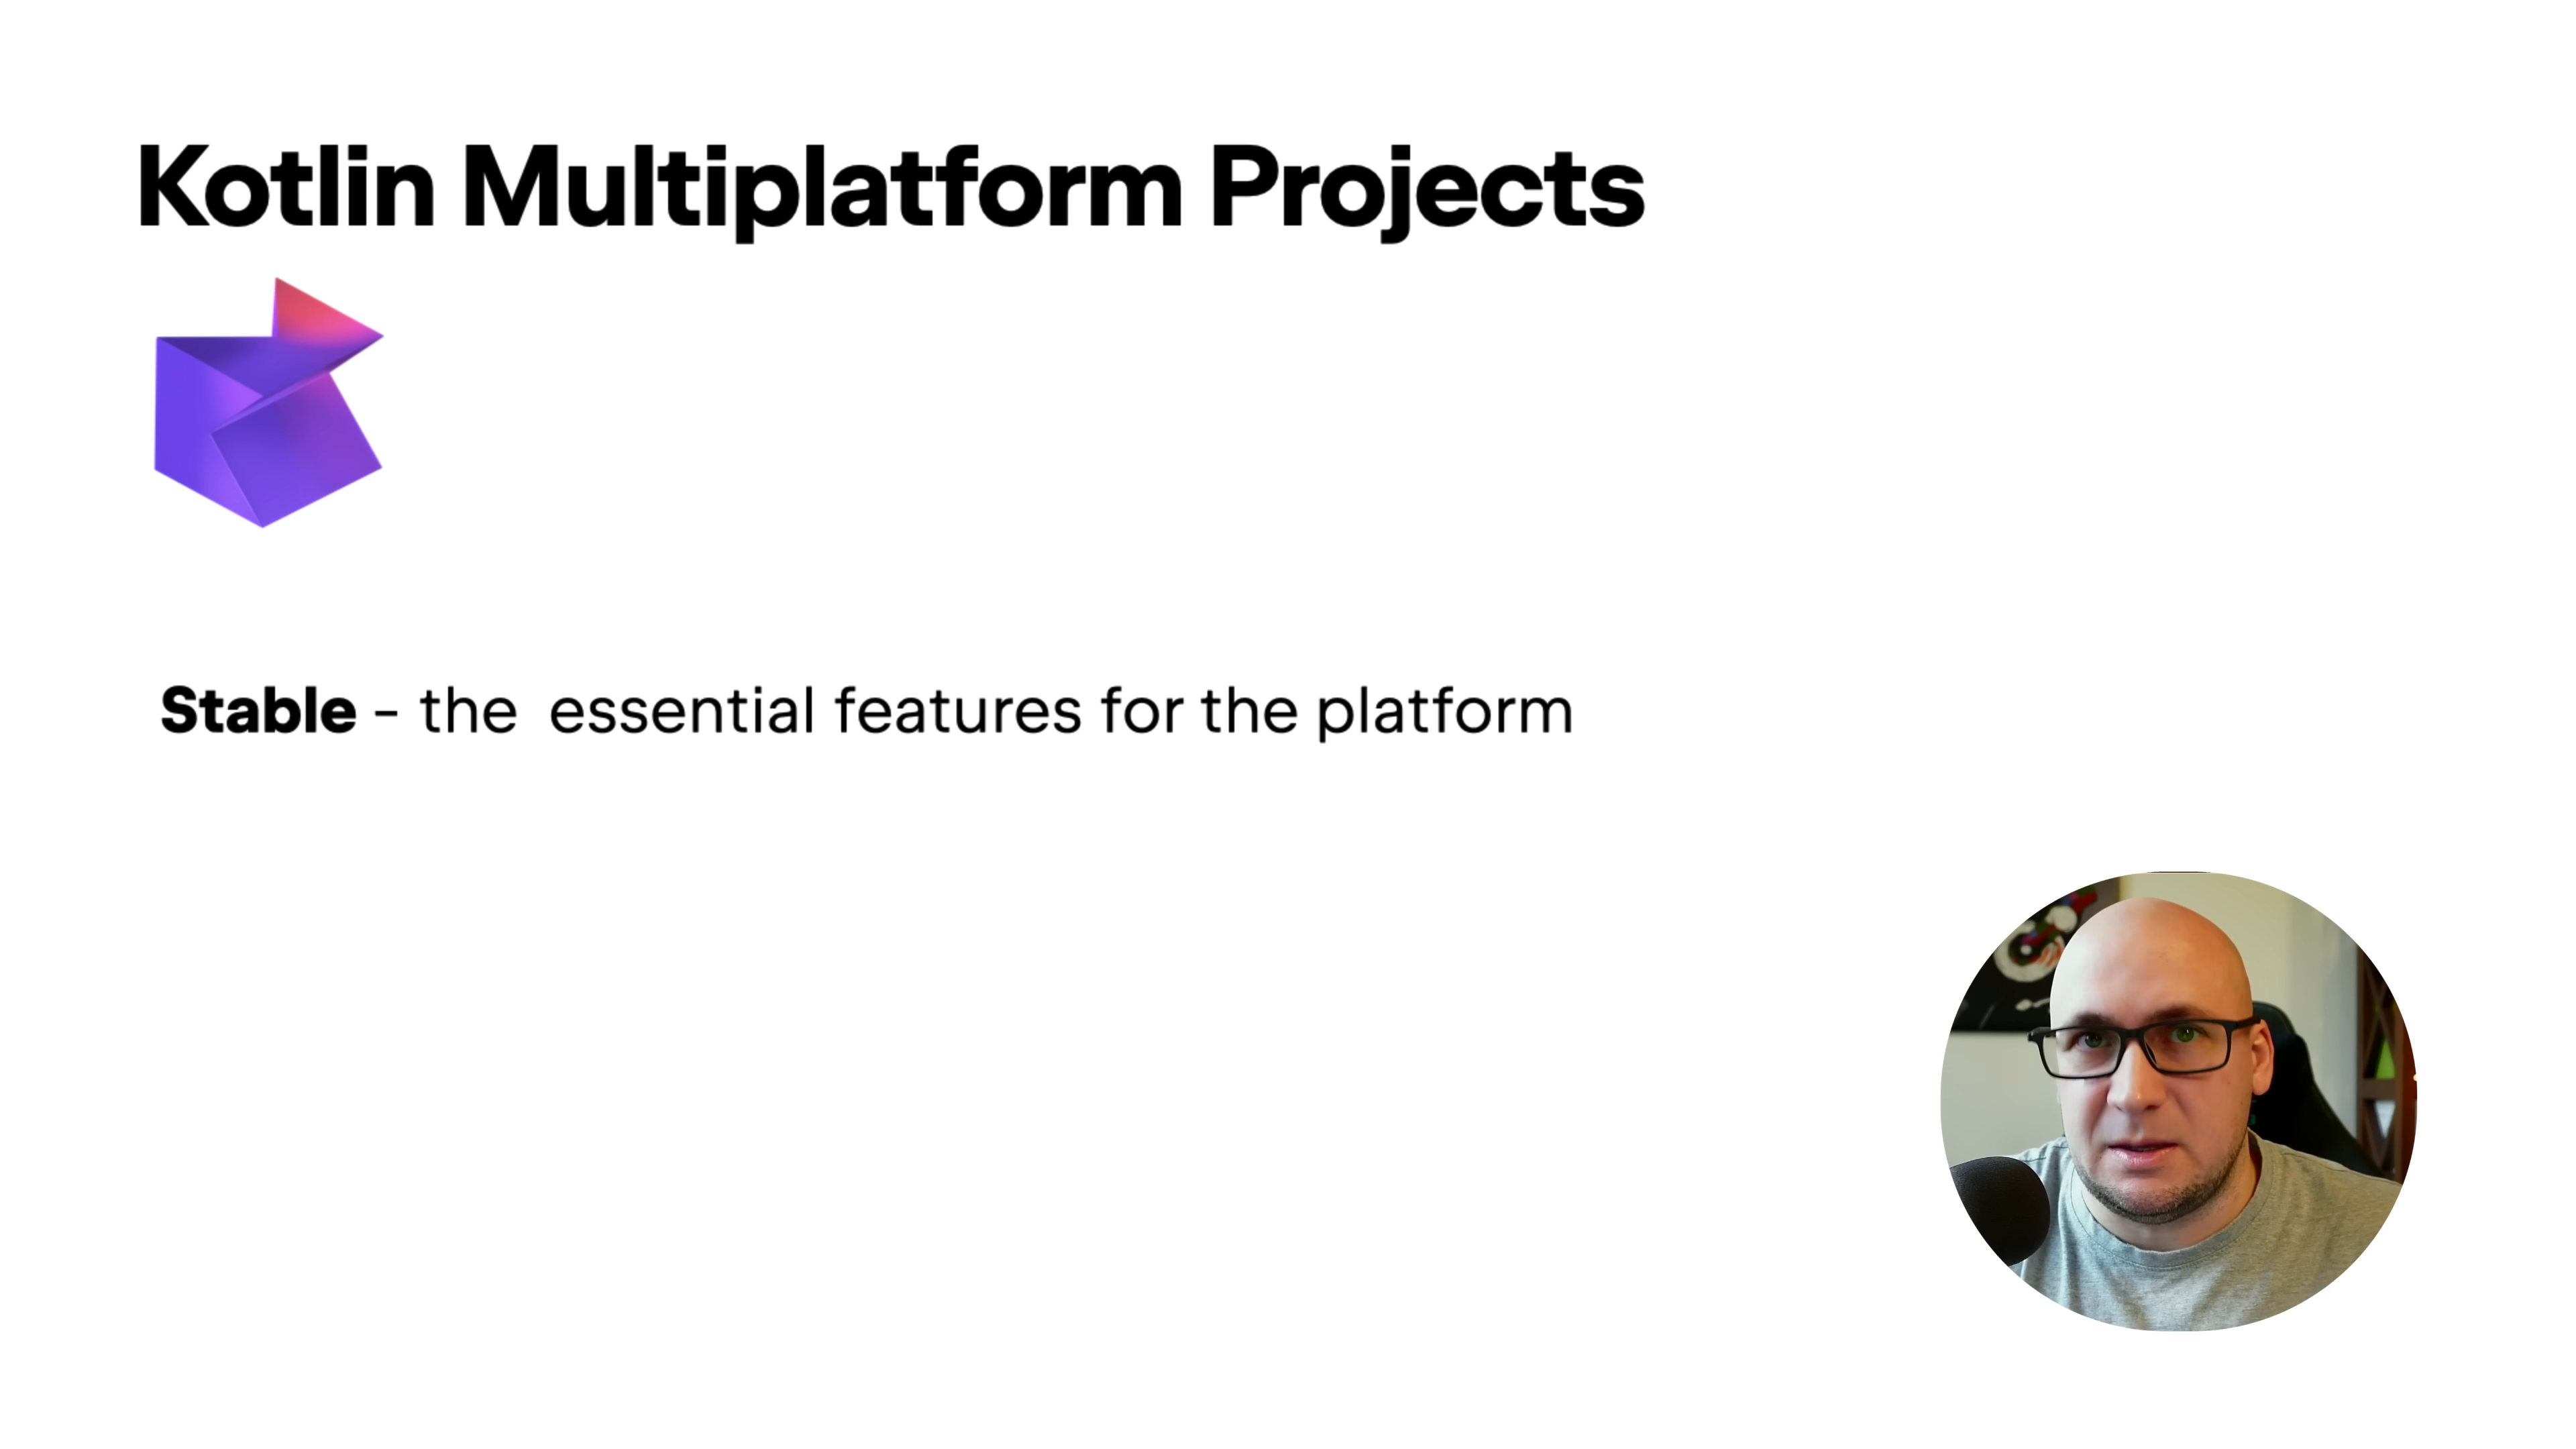 Kotlin Multiplatform Projects
Stable - the essential features for the platform